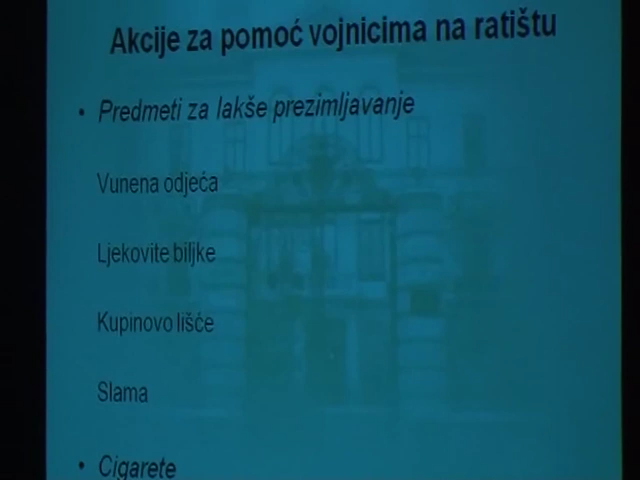 Akcije za pomoć vojnicima na ratištu
• Predmeti za lakše prezimljavanje
Vunena odjeća
Ljekovite biljke
Kupinovo lišće
Slama
• Cigarete